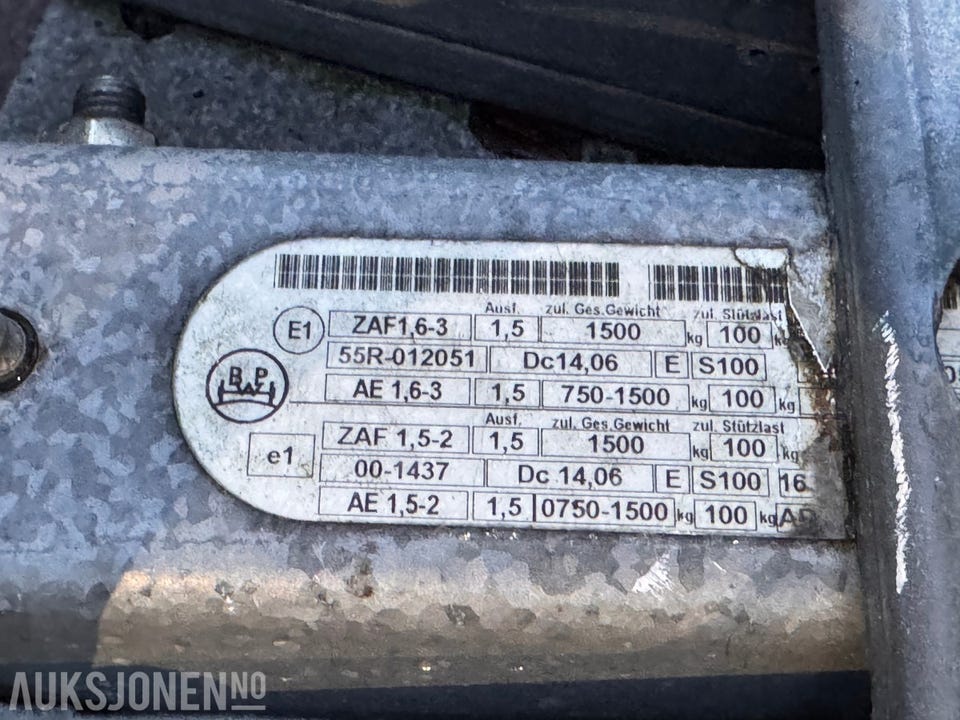 Ausf. zul. Ges.Gewicht zul. Stützlast
E1 ZAF1,6-3 1,5 1500 kg 100 kg
55R-012051 Dc14,06 E S100
BPW
AE 1,6-3 1,5 750-1500 kg 100 kg
Ausf. zul. Ges.Gewicht zul. Stützlast
e1 ZAF 1,5-2 1,5 1500 kg 100 kg
00-1437 Dc 14,06 E S100 16
AE 1,5-2 1,5 0750-1500 kg 100 kg
AUKSJONEN.NO